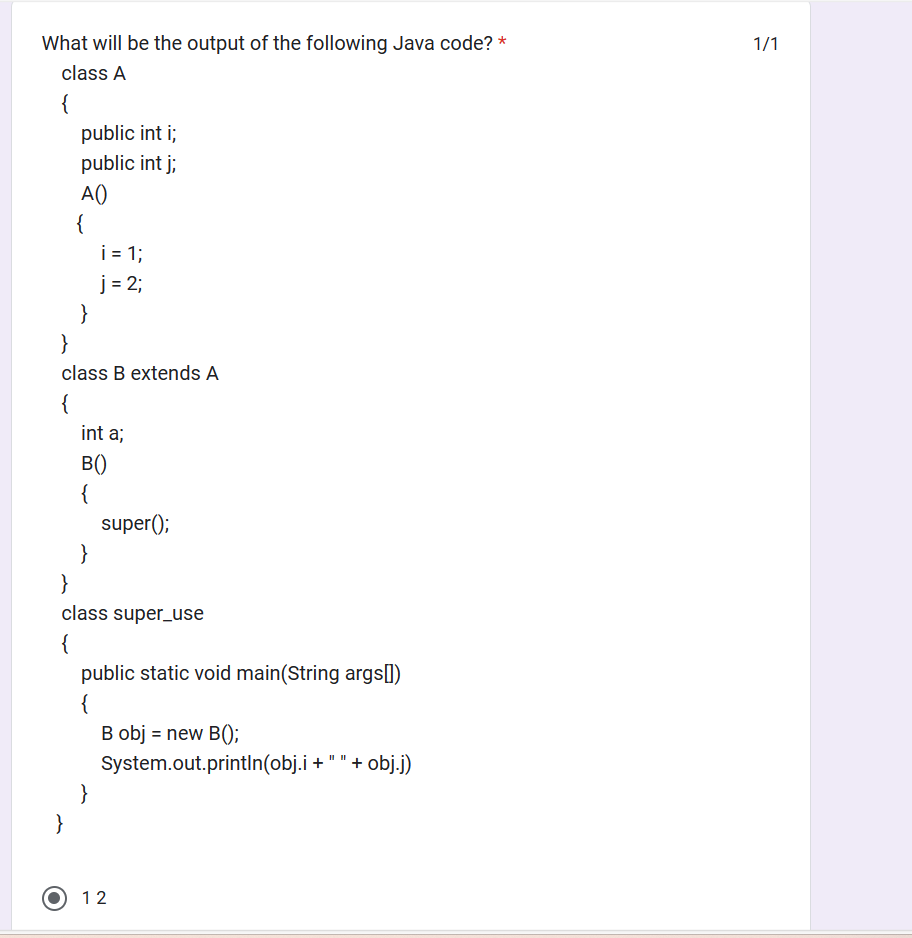 What will be the output of the following Java code? * 1/1
class A
{
public int i;
public int j;
A()
{
i = 1;
j = 2;
}
}
class B extends A
{
int a;
B()
{
super();
}
}
class super_use
{
public static void main(String args[])
{
B obj = new B();
System.out.println(obj.i + " " + obj.j)
}
}
1 2